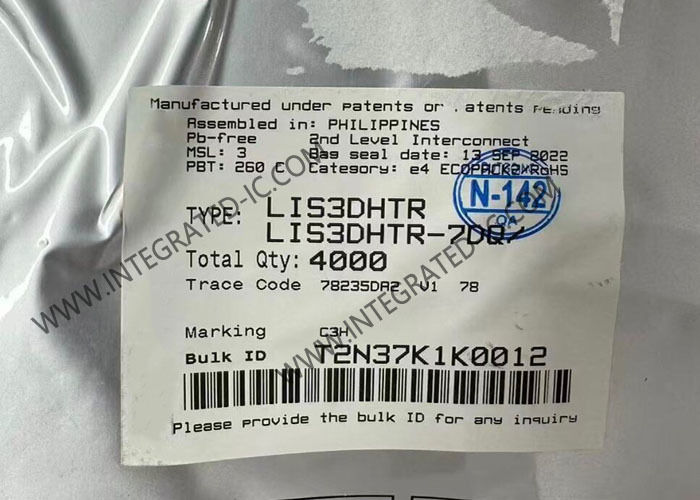 Manufactured under patents or patents pending
Assembled in: PHILIPPINES
Pb-free 2nd Level Interconnect
MSL: 3 Bag seal date: 13 SEP 2022
PBT: 260 C Category: e4 ECOPACK2/RoHS
N-142
QA
TYPE: LIS3DHTR
LIS3DHTR-7DQ/
Total Qty: 4000
Trace Code 78235DA2 V1 78
Marking C3H
Bulk ID T2N37K1K0012
Please provide the bulk ID for any inquiry
WWW.INTEGRATED-IC.COM
WWW.INTEGRATED-IC.COM